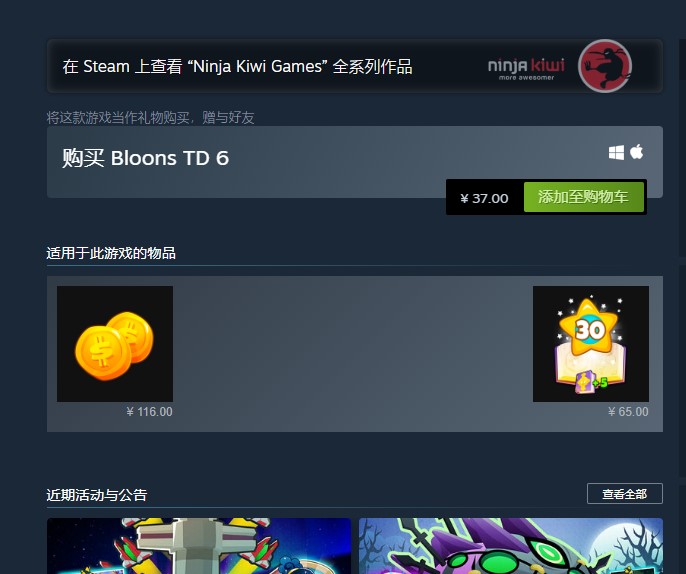 在 Steam 上查看 “Ninja Kiwi Games” 全系列作品
ninja kiwi
more awesomer
将这款游戏当作礼物购买，赠与好友
购买 Bloons TD 6
¥ 37.00
添加至购物车
适用于此游戏的物品
30
+5
¥ 116.00
¥ 65.00
近期活动与公告
查看全部